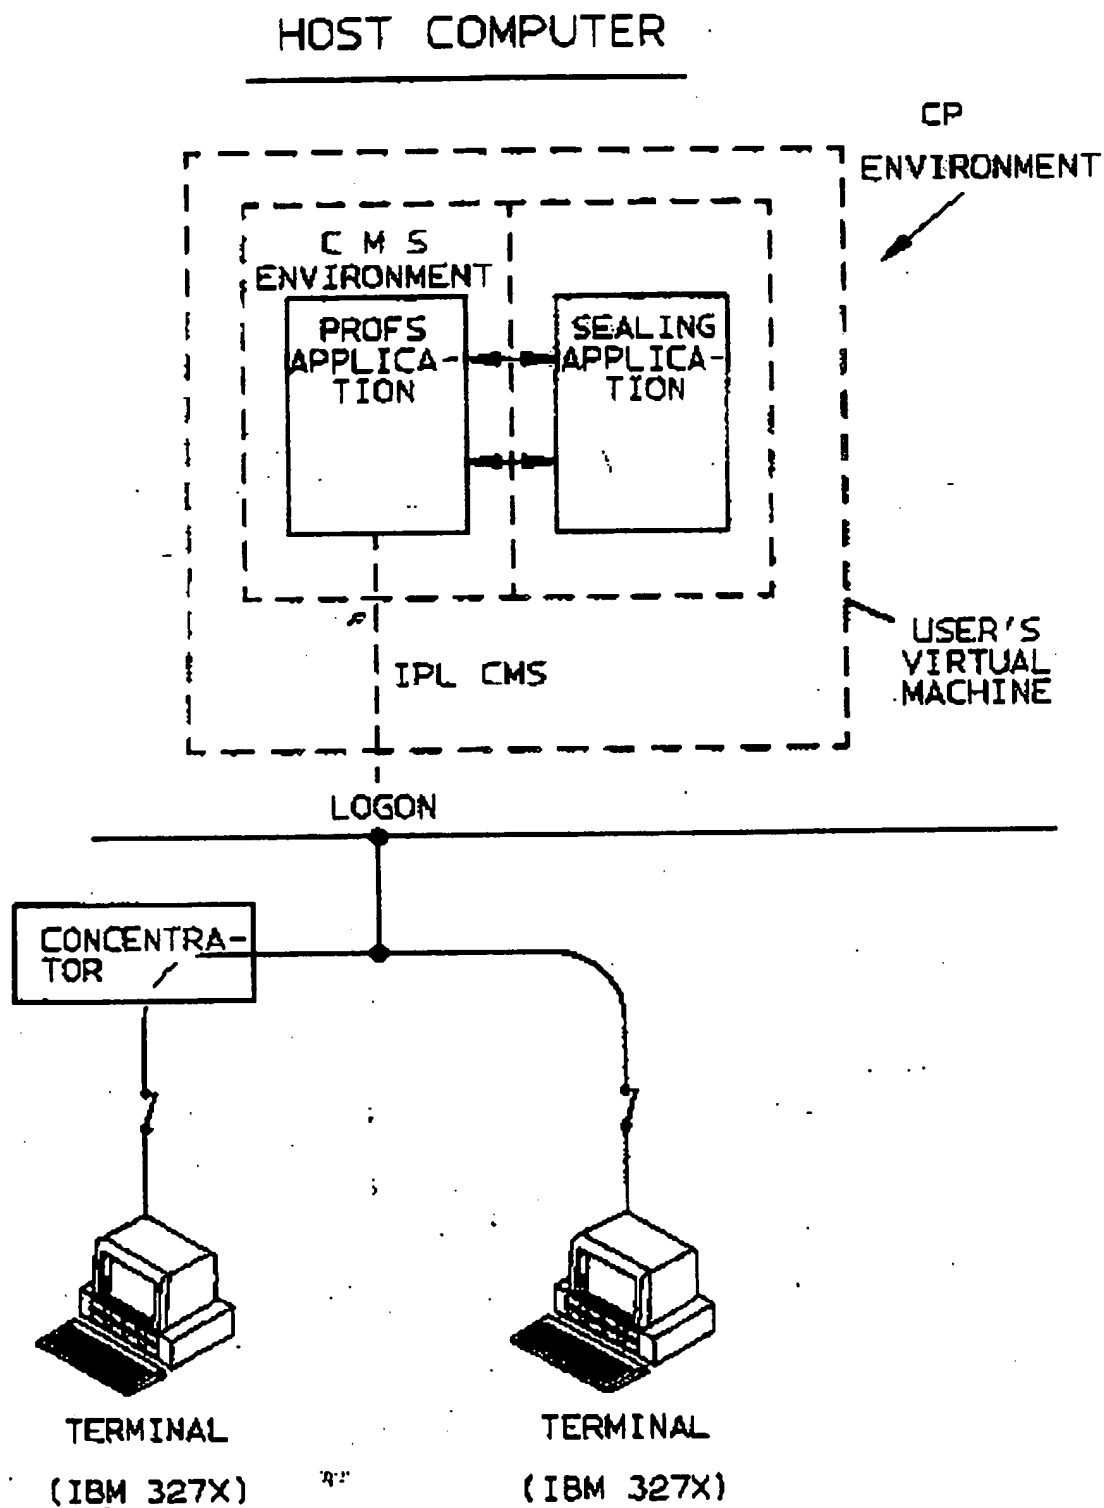 HOST COMPUTER
CP
ENVIRONMENT
C M S
ENVIRONMENT
PROFS
APPLICA-
TION
SEALING
APPLICA-
TION
USER'S
VIRTUAL
MACHINE
IPL CMS
LOGON
CONCENTRA-
TOR
TERMINAL
(IBM 327X)
TERMINAL
(IBM 327X)